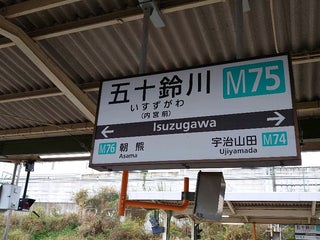 五十鈴川 M75
いすずがわ
(内宮前)
Isuzugawa
M76 朝熊 宇治山田 M74
Asama Ujiyamada